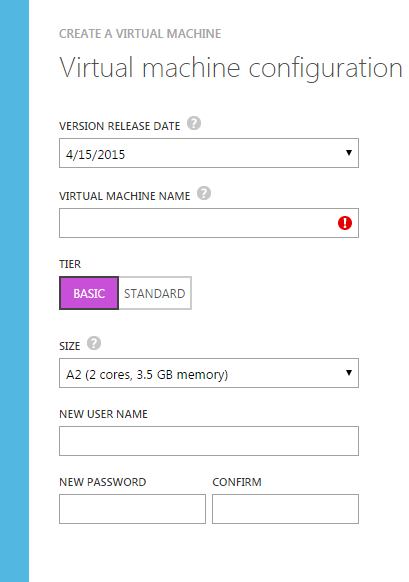 CREATE A VIRTUAL MACHINE
Virtual machine configuration
VERSION RELEASE DATE ?
4/15/2015
VIRTUAL MACHINE NAME ?
!
TIER
BASIC STANDARD
SIZE ?
A2 (2 cores, 3.5 GB memory)
NEW USER NAME
NEW PASSWORD CONFIRM